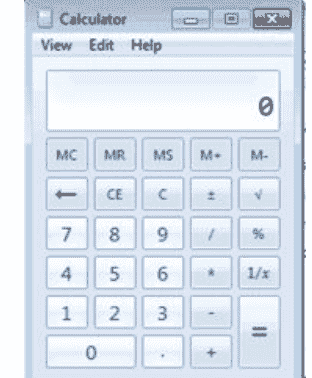 Calculator
View Edit Help
0
MC MR MS M+ M-
← CE C ± √
7 8 9 / %
4 5 6 * 1/x
1 2 3 - =
0 . +